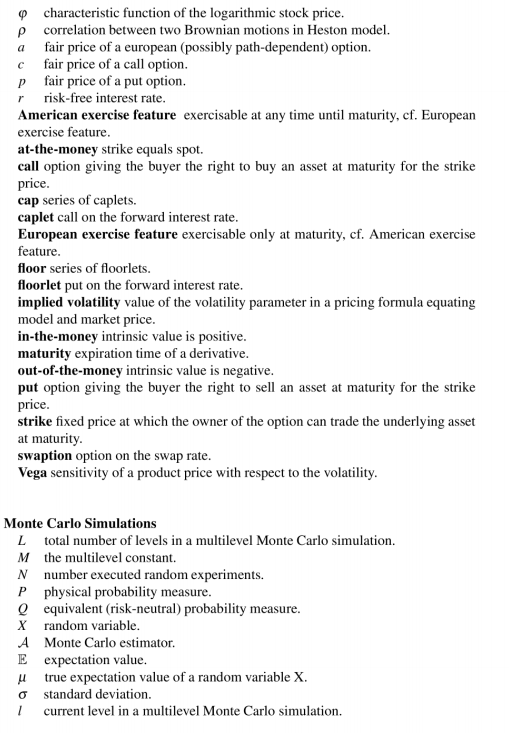 φ characteristic function of the logarithmic stock price.
ρ correlation between two Brownian motions in Heston model.
a fair price of a european (possibly path-dependent) option.
c fair price of a call option.
p fair price of a put option.
r risk-free interest rate.
American exercise feature exercisable at any time until maturity, cf. European
exercise feature.
at-the-money strike equals spot.
call option giving the buyer the right to buy an asset at maturity for the strike
price.
cap series of caplets.
caplet call on the forward interest rate.
European exercise feature exercisable only at maturity, cf. American exercise
feature.
floor series of floorlets.
floorlet put on the forward interest rate.
implied volatility value of the volatility parameter in a pricing formula equating
model and market price.
in-the-money intrinsic value is positive.
maturity expiration time of a derivative.
out-of-the-money intrinsic value is negative.
put option giving the buyer the right to sell an asset at maturity for the strike
price.
strike fixed price at which the owner of the option can trade the underlying asset
at maturity.
swaption option on the swap rate.
Vega sensitivity of a product price with respect to the volatility.
Monte Carlo Simulations
L total number of levels in a multilevel Monte Carlo simulation.
M the multilevel constant.
N number executed random experiments.
P physical probability measure.
Q equivalent (risk-neutral) probability measure.
X random variable.
𝒜 Monte Carlo estimator.
𝔼 expectation value.
μ true expectation value of a random variable X.
σ standard deviation.
l current level in a multilevel Monte Carlo simulation.